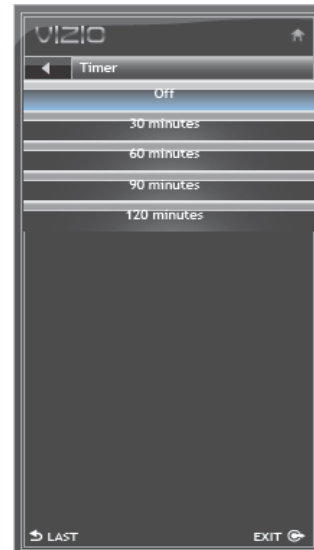 VIZIO
Timer
Off
30 minutes
60 minutes
90 minutes
120 minutes
LAST EXIT